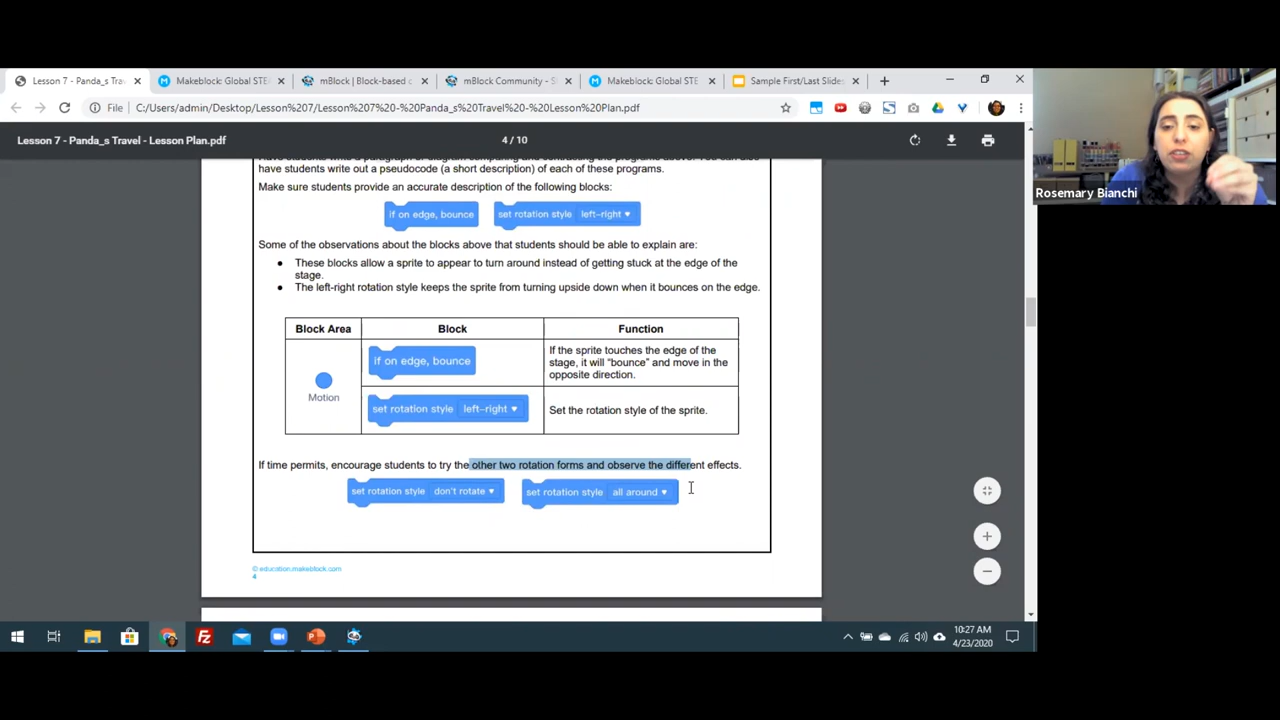 Lesson 7 - Panda_s Tra
Makeblock: Global STE
mBlock | Block-based c
mBlock Community - S
Makeblock: Global STE
Sample First/Last Slides
File
C:/Users/admin/Desktop/Lesson%207/Lesson%207%20-%20Panda_s%20Travel%20-%20Lesson%20Plan.pdf
Lesson 7 - Panda_s Travel - Lesson Plan.pdf
4 / 10
Rosemary Bianchi
have students write out a pseudocode (a short description) of each of these programs.
Make sure students provide an accurate description of the following blocks:
if on edge, bounce
set rotation style left-right
Some of the observations about the blocks above that students should be able to explain are:
These blocks allow a sprite to appear to turn around instead of getting stuck at the edge of the
stage.
The left-right rotation style keeps the sprite from turning upside down when it bounces on the edge.
Block Area
Block
Function
Motion
if on edge, bounce
If the sprite touches the edge of the
stage, it will “bounce” and move in the
opposite direction.
set rotation style left-right
Set the rotation style of the sprite.
If time permits, encourage students to try the other two rotation forms and observe the different effects.
set rotation style don't rotate
set rotation style all around
© education.makeblock.com
4
10:27 AM
4/23/2020